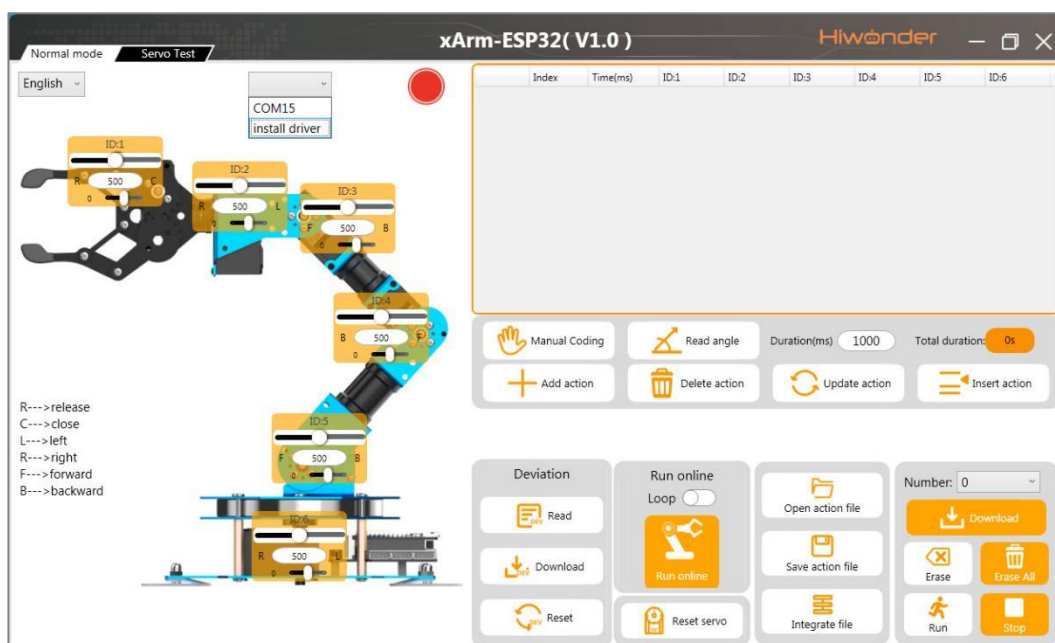 xArm-ESP32( V1.0 )
Hiwonder
Normal mode
Servo Test
English
COM15
install driver
Index Time(ms) ID:1 ID:2 ID:3 ID:4 ID:5 ID:6
ID:1
R 500 C
0
ID:2
R 500 L
0
ID:3
F 500 B
0
ID:4
B 500 F
0
ID:5
F 500 B
0
ID:6
R 500 L
0
R--->release
C--->close
L--->left
R--->right
F--->forward
B--->backward
Manual Coding
Read angle
Duration(ms) 1000
Total duration: 0s
Add action
Delete action
Update action
Insert action
Deviation
DEV Read
DEV Download
DEV Reset
Run online
Loop
Run online
Reset servo
Open action file
Save action file
Integrate file
Number: 0
Download
Erase
Erase All
Run
Stop